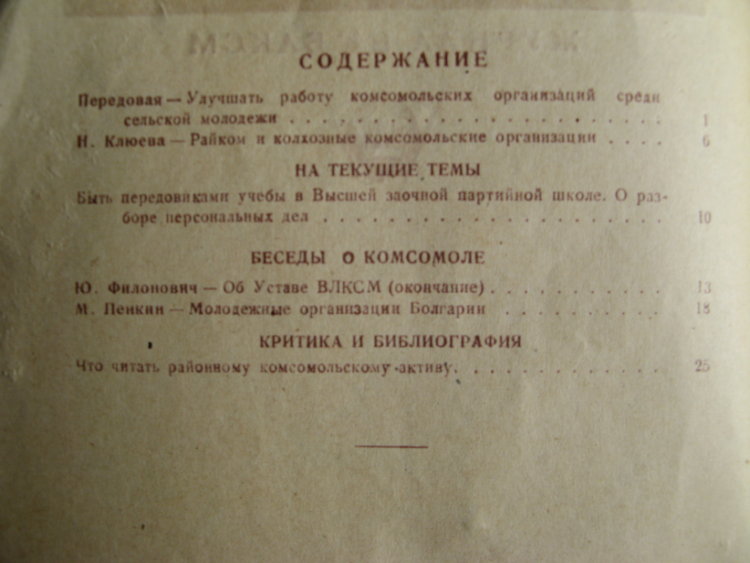 СОДЕРЖАНИЕ
Передовая — Улучшать работу комсомольских организаций среди
сельской молодежи . . . . . . . . . . . . . . . . . . . . 1
Н. Клюева — Райком и колхозные комсомольские организации . . . . 6
НА ТЕКУЩИЕ ТЕМЫ
Быть передовиками учебы в Высшей заочной партийной школе. О раз-
боре персональных дел . . . . . . . . . . . . . . . . . . 10
БЕСЕДЫ О КОМСОМОЛЕ
Ю. Филонович — Об Уставе ВЛКСМ (окончание) . . . . . . . . . . 13
М. Пенкин — Молодежные организации Болгарии . . . . . . . . . 18
КРИТИКА И БИБЛИОГРАФИЯ
Что читать районному комсомольскому активу. . . . . . . . . . . 25